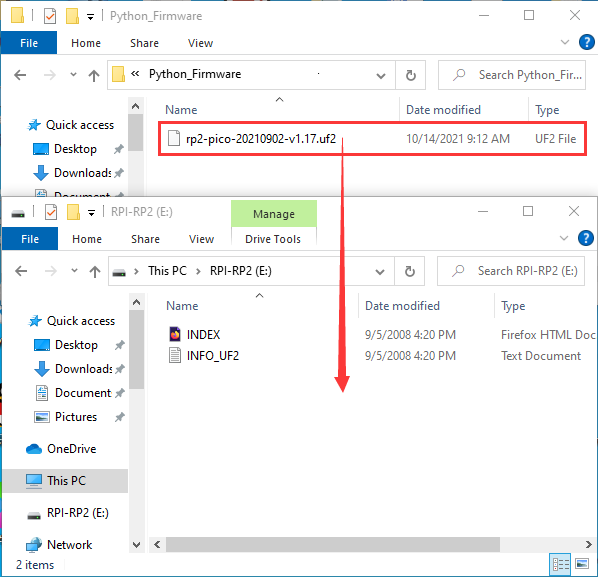 Python_Firmware
File Home Share View
« Python_Firmware
Search Python_Fir...
Name Date modified Type
Quick access
rp2-pico-20210902-v1.17.uf2 10/14/2021 9:12 AM UF2 File
Desktop
Downloads
Document
RPI-RP2 (E:)
Manage
File Home Share View Drive Tools
This PC RPI-RP2 (E:)
Search RPI-RP2 (E:)
Name Date modified Type
Quick access
INDEX 9/5/2008 4:20 PM Firefox HTML Doc
Desktop
INFO_UF2 9/5/2008 4:20 PM Text Document
Downloads
Document
Pictures
OneDrive
This PC
RPI-RP2 (E:)
Network
2 items